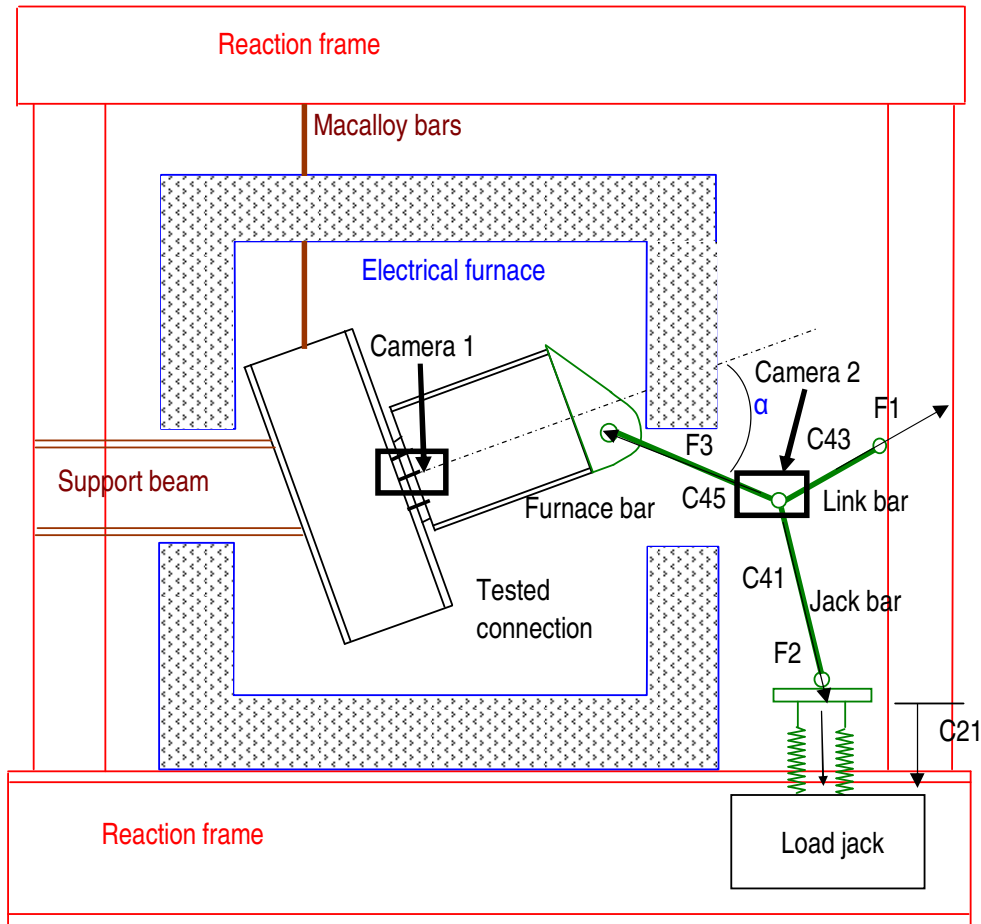 Reaction frame
Macalloy bars
Electrical furnace
Camera 1
Camera 2
α
F1
F3
C43
Support beam
C45
Link bar
Furnace bar
C41
Tested
connection
Jack bar
F2
C21
Reaction frame
Load jack